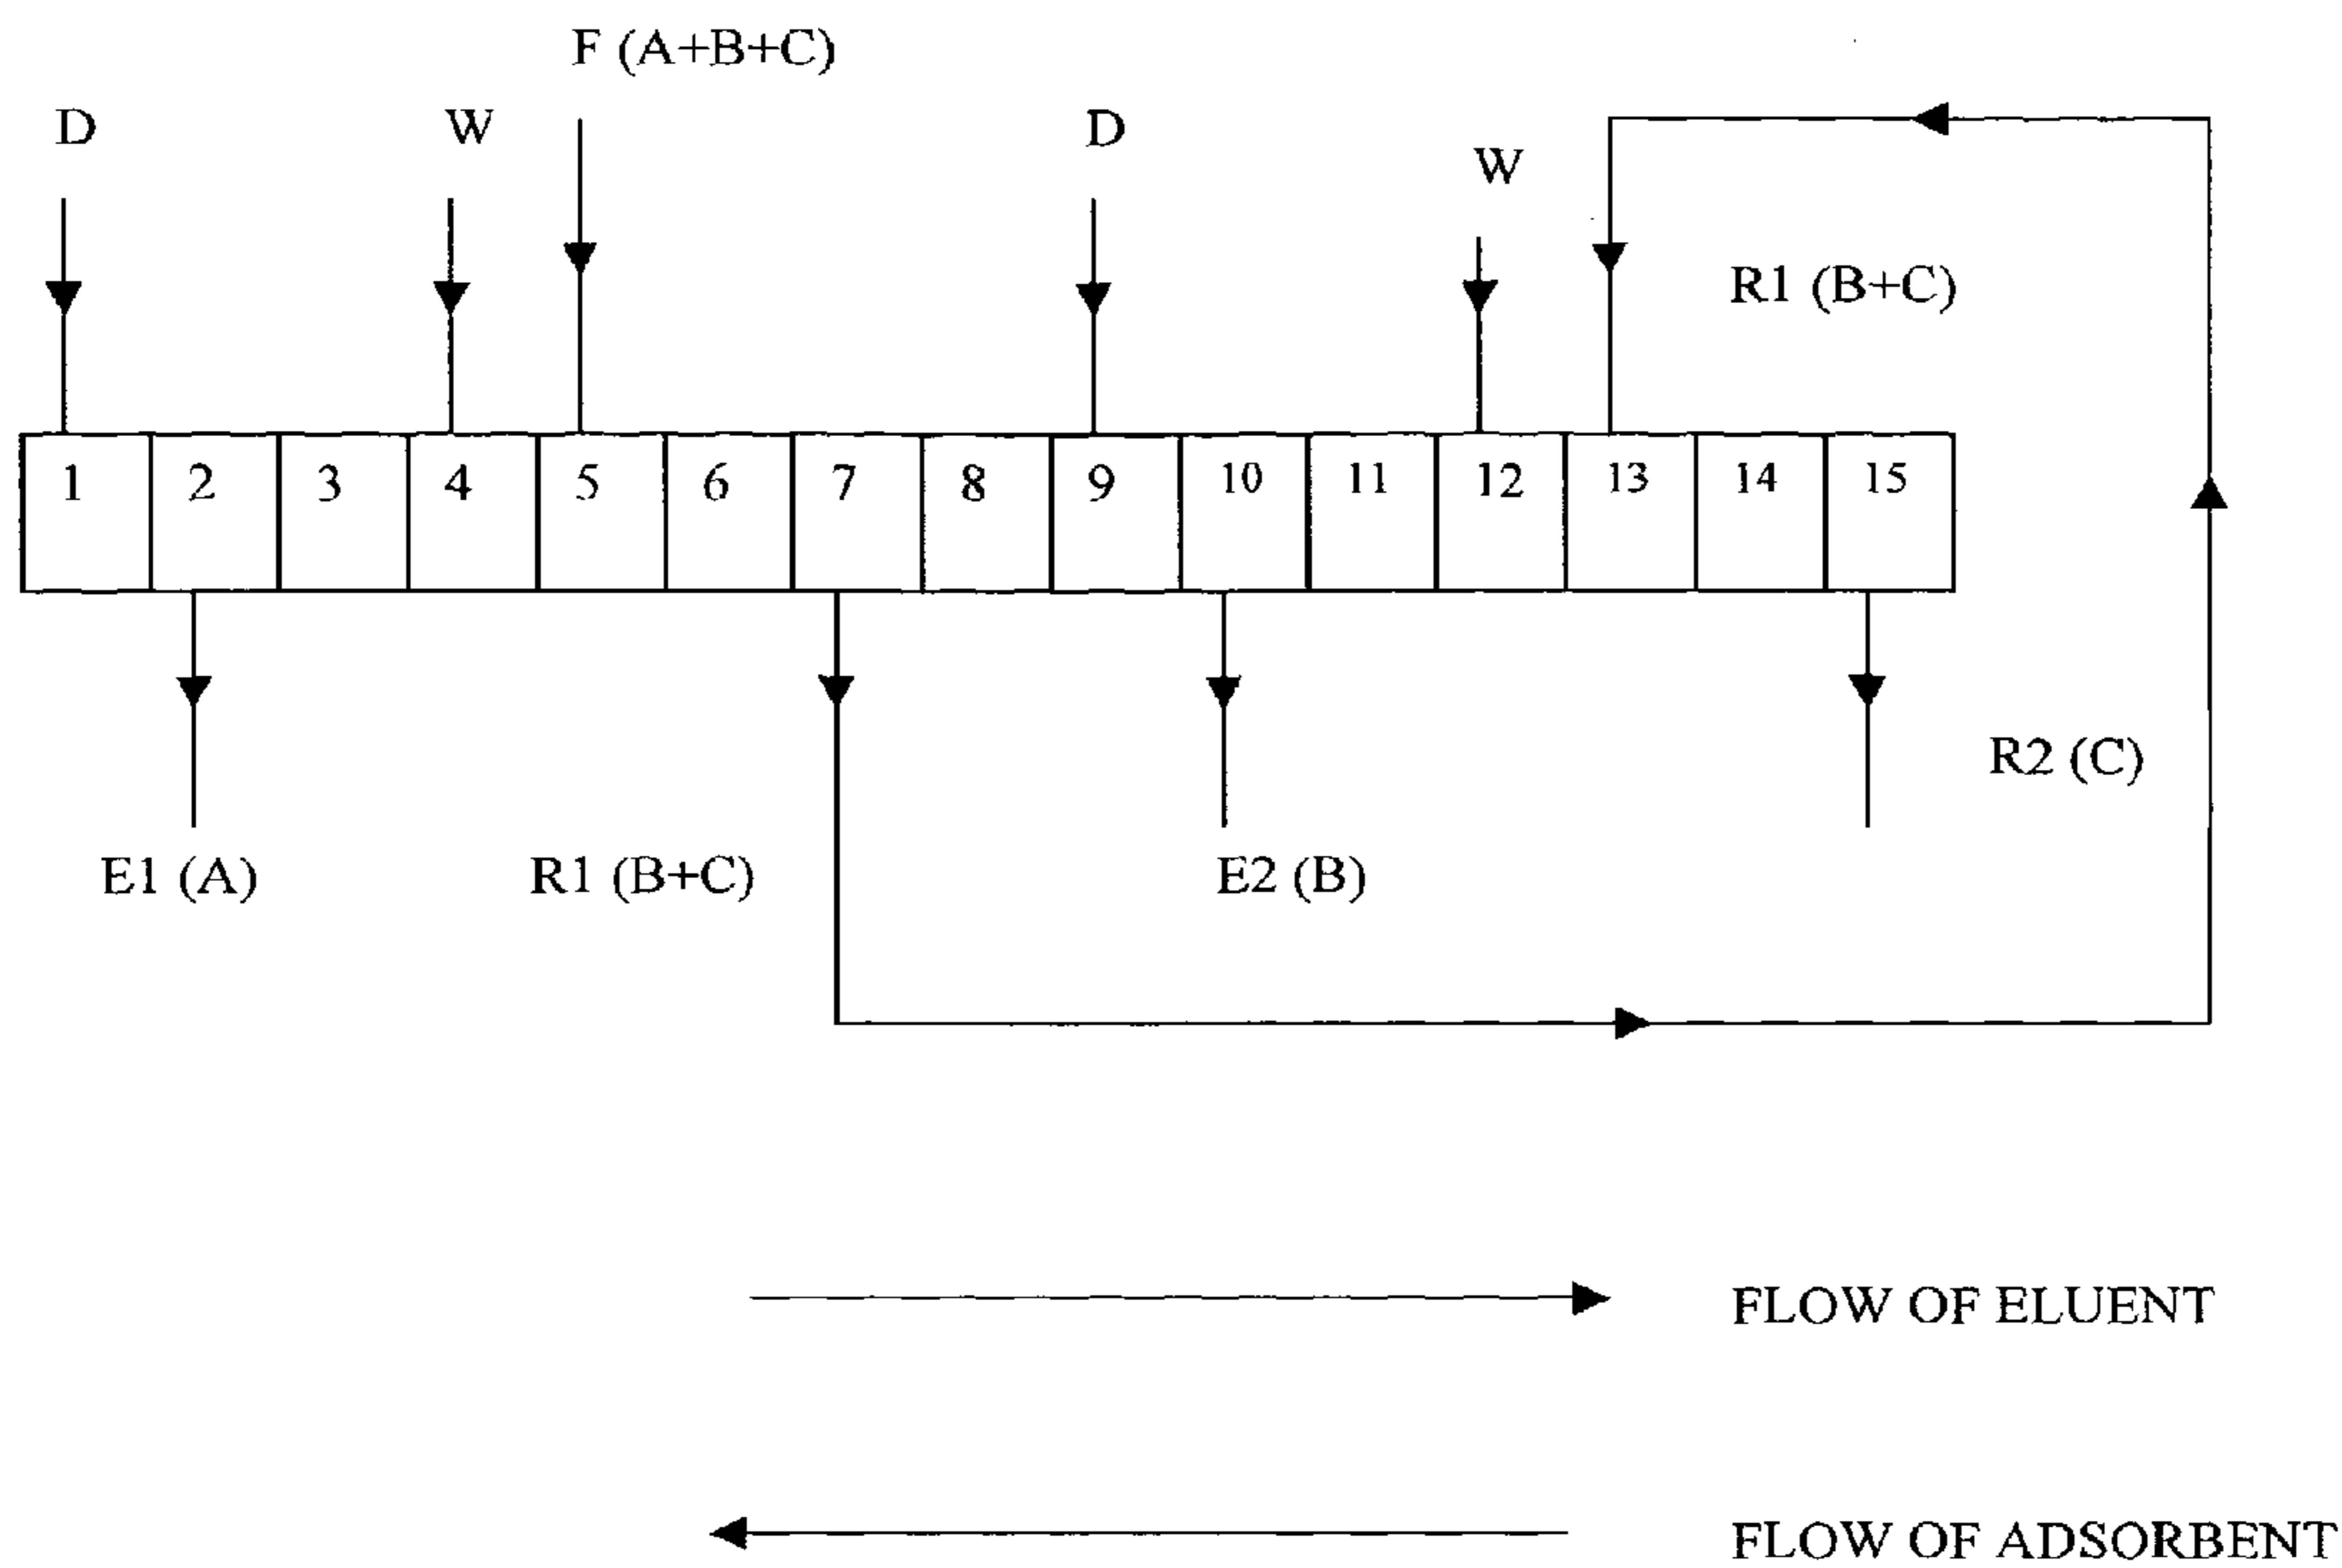 F (A+B+C)
D
W
D
W
R1 (B+C)
1 2 3 4 5 6 7 8 9 10 11 12 13 14 15
R2 (C)
E1 (A)
R1 (B+C)
E2 (B)
FLOW OF ELUENT
FLOW OF ADSORBENT